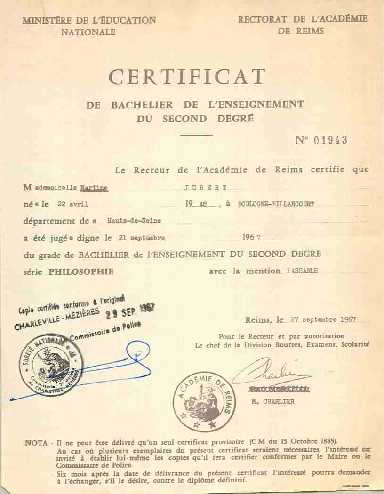 MINISTÈRE DE L'ÉDUCATION
NATIONALE
RECTORAT DE L'ACADÉMIE
DE REIMS
CERTIFICAT
DE BACHELIER DE L'ENSEIGNEMENT
DU SECOND DEGRÉ
N° 01943
Le Recteur de l'Académie de Reims certifie que
Mademoiselle Martine
né e le 22 avril 19 à BOULOGNE-BILLANCOURT
département de s Hauts-de-Seine
a été jugé e digne le 21 septembre 1967
du grade de BACHELIER de l'ENSEIGNEMENT DU SECOND DEGRÉ
série PHILOSOPHIE avec la mention PASSABLE
Copie certifiée conforme à l'original
CHARLEVILLE-MÉZIÈRES 29 SEP 1967
Commissaire de Police
Reims, le 27 septembre 1967
Pour le Recteur et par autorisation
Le chef de la Division Bourses, Examens, Scolarité
ACADÉMIE DE REIMS
CHARLIER
NOTA - Il ne peut être délivré qu'un seul certificat provisoire (C M du 15 Octobre 1885)
Au cas où plusieurs exemplaires du présent certificat seraient nécessaires, l'intéressé est
invité à établir lui-même les copies qu'il fera certifier conformes par le Maire ou le
Commissaire de Police
Six mois après la date de délivrance du présent certificat l'intéressé pourra demander
à l'échanger, s'il le désire, contre le diplôme définitif.